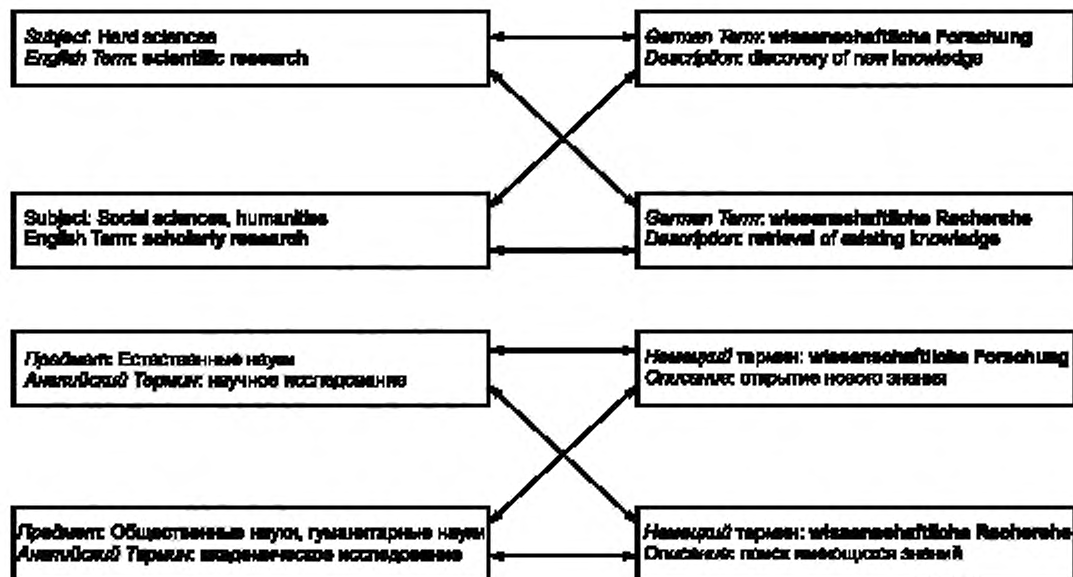 Subject: Hard sciences
English Term: scientific research
German Term: wissenschaftliche Forschung
Description: discovery of new knowledge
Subject: Social sciences, humanities
English Term: scholarly research
German Term: wissenschaftliche Recherche
Description: retrieval of existing knowledge
Предмет: Естественные науки
Английский Термин: научное исследование
Немецкий термин: wissenschaftliche Forschung
Описание: открытие нового знания
Предмет: Общественные науки, гуманитарные науки
Английский Термин: академическое исследование
Немецкий термин: wissenschaftliche Recherche
Описания: поиск имеющихся знаний